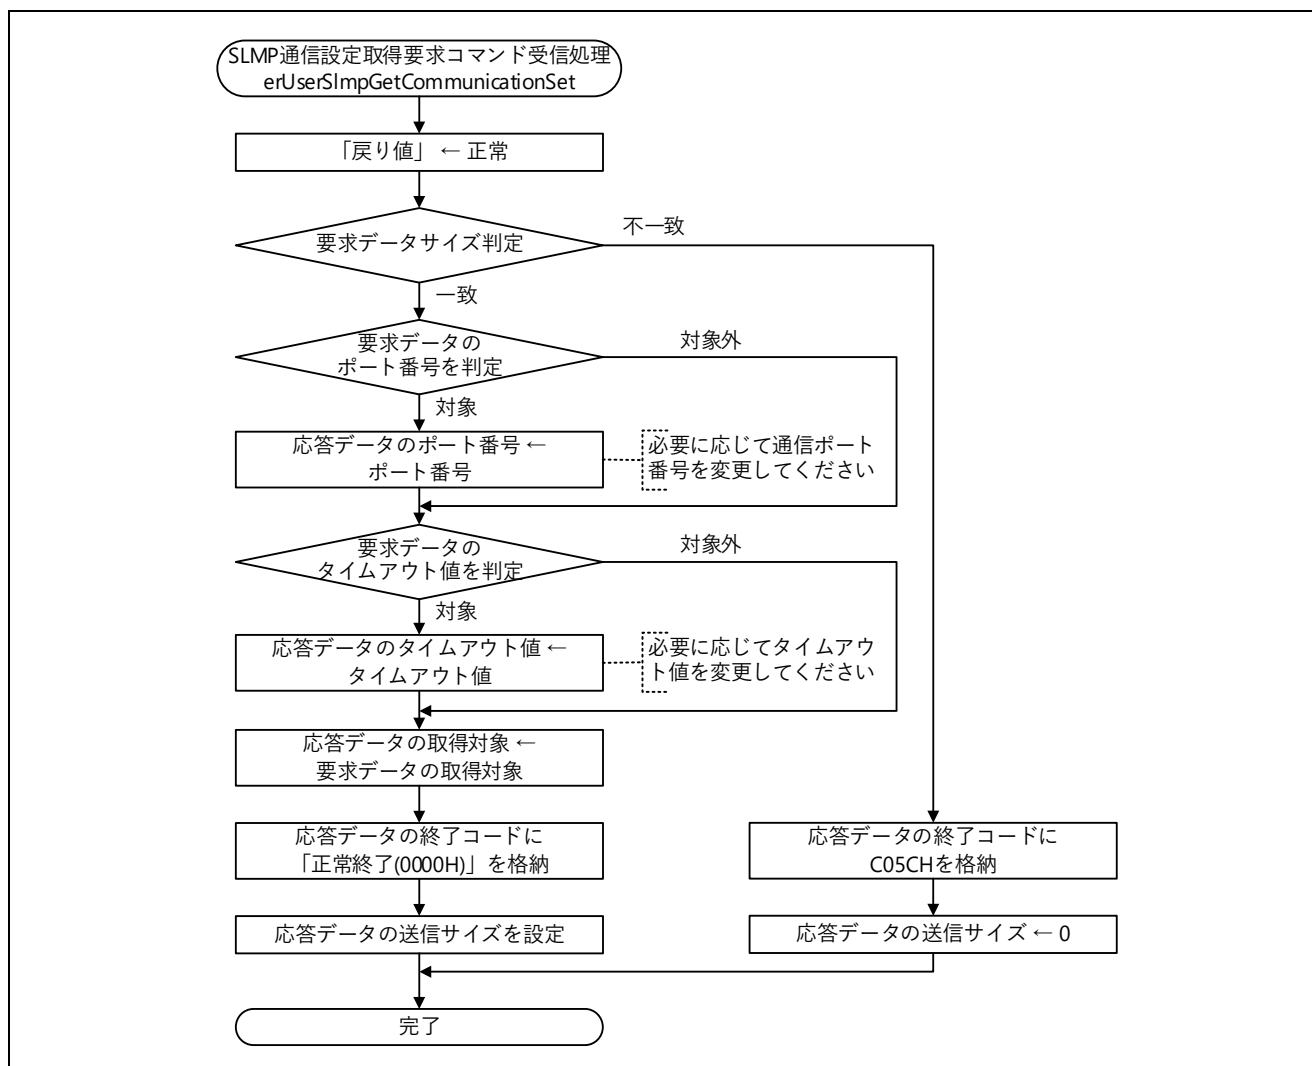 SLMP通信設定取得要求コマンド受信処理
erUserSlmpGetCommunicationSet
「戻り値」 ← 正常
要求データサイズ判定
不一致
一致
要求データの
ポート番号を判定
対象外
対象
応答データのポート番号 ←
ポート番号
必要に応じて通信ポート
番号を変更してください
要求データの
タイムアウト値を判定
対象外
対象
応答データのタイムアウト値 ←
タイムアウト値
必要に応じてタイムアウ
ト値を変更してください
応答データの取得対象 ←
要求データの取得対象
応答データの終了コードに
「正常終了(0000H)」を格納
応答データの終了コードに
C05CHを格納
応答データの送信サイズを設定
応答データの送信サイズ ← 0
完了